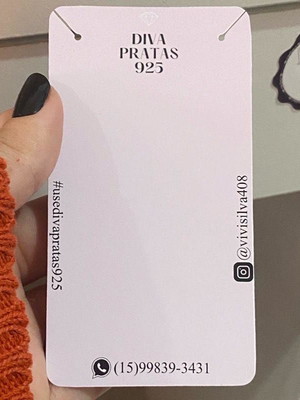 DIVA
PRATAS
925
#usedivapratas925
@vivisilva408
(15)99839-3431